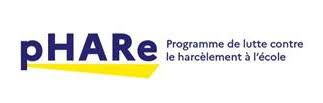 pHARe
Programme de lutte contre
le harcèlement à l'école